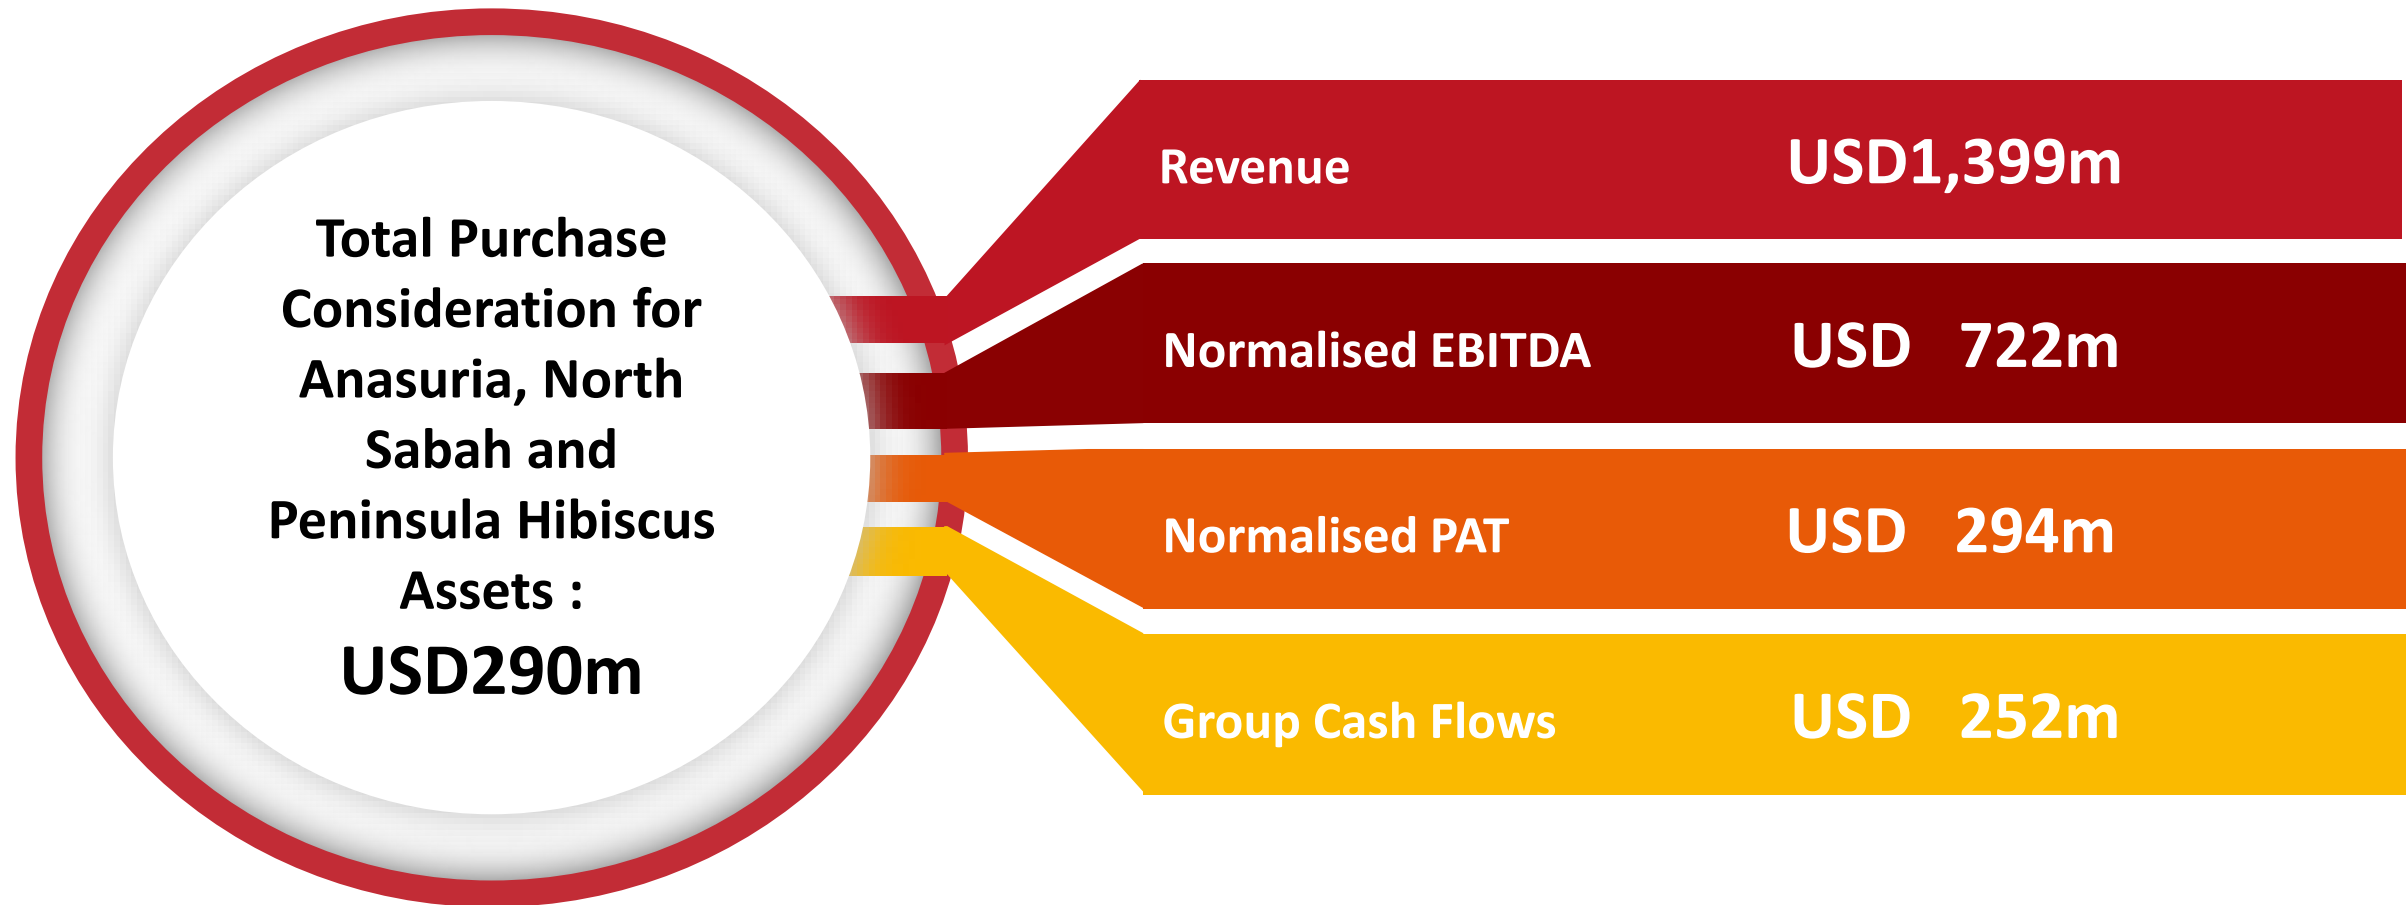 Total Purchase
Consideration for
Anasuria, North
Sabah and
Peninsula Hibiscus
Assets :
USD290m
Revenue USD1,399m
Normalised EBITDA USD 722m
Normalised PAT USD 294m
Group Cash Flows USD 252m